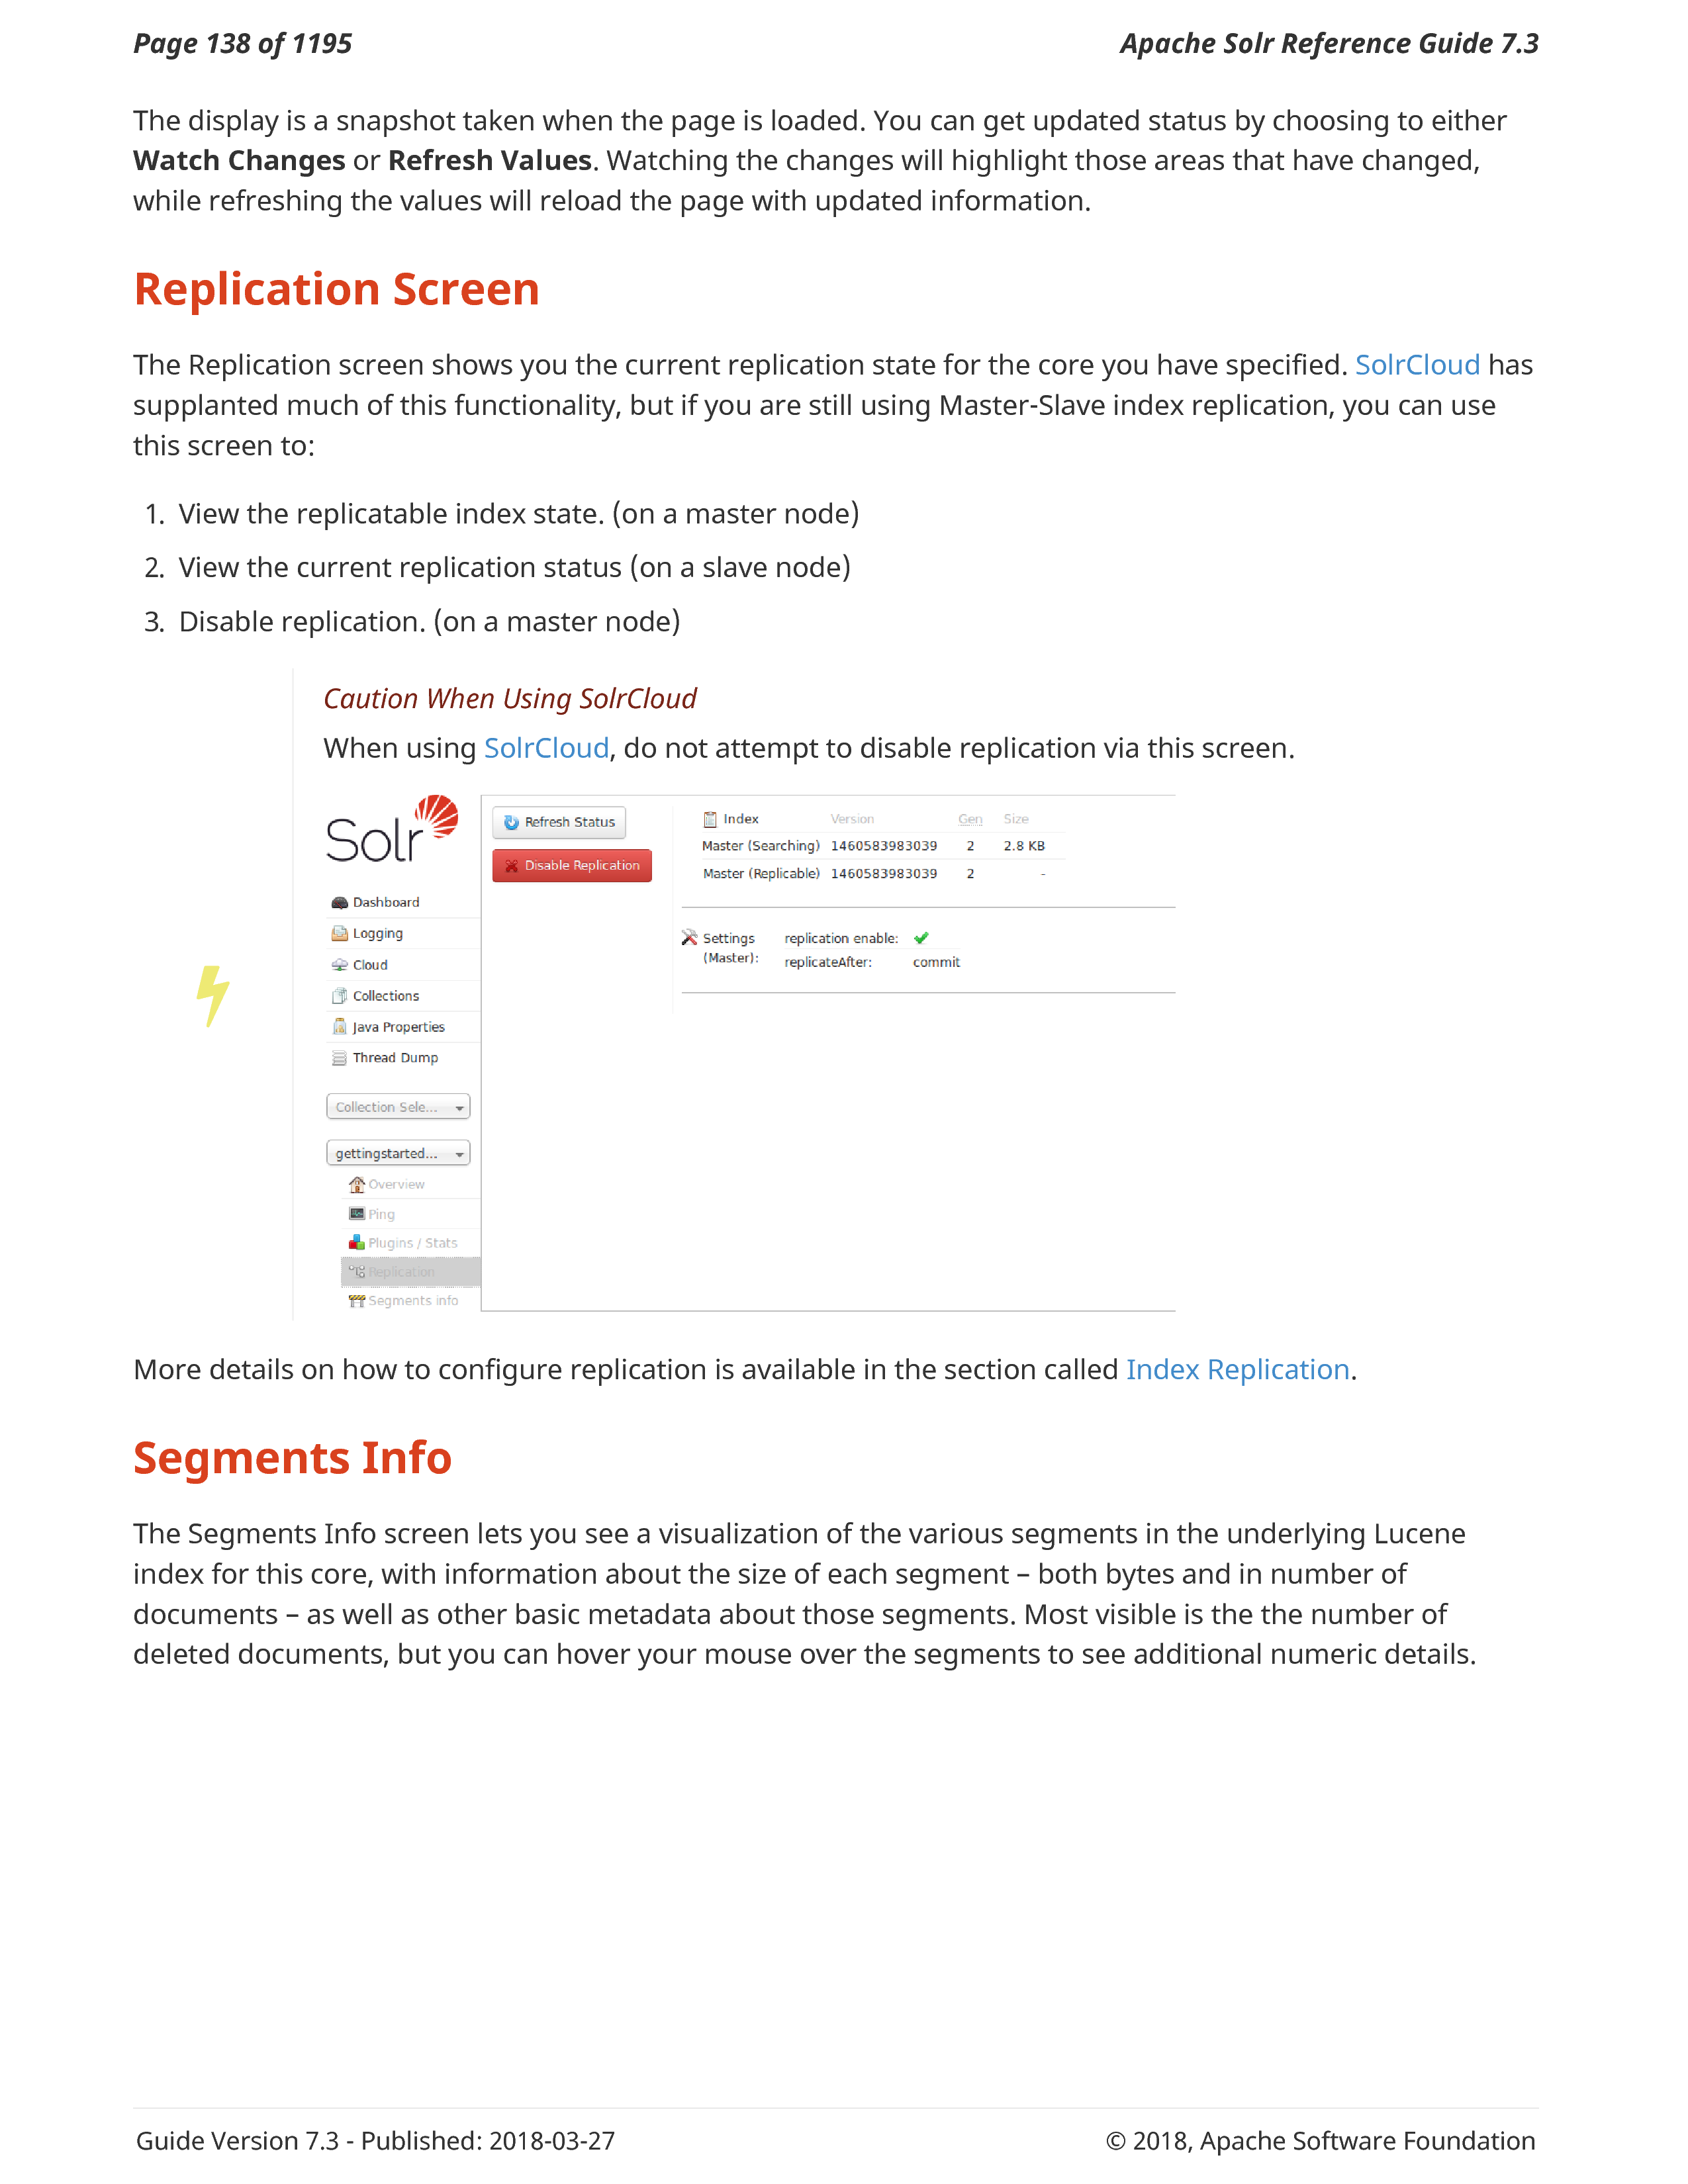 Page 138 of 1195
Apache Solr Reference Guide 7.3
The display is a snapshot taken when the page is loaded. You can get updated status by choosing to either
Watch Changes or Refresh Values. Watching the changes will highlight those areas that have changed,
while refreshing the values will reload the page with updated information.
Replication Screen
The Replication screen shows you the current replication state for the core you have specified. SolrCloud has
supplanted much of this functionality, but if you are still using Master-Slave index replication, you can use
this screen to:
1. View the replicatable index state. (on a master node)
2. View the current replication status (on a slave node)
3. Disable replication. (on a master node)
Caution When Using SolrCloud
When using SolrCloud, do not attempt to disable replication via this screen.
Solr
Dashboard
Logging
Cloud
Collections
Java Properties
Thread Dump
Collection Sele...
gettingstarted...
Overview
Ping
Plugins / Stats
Replication
Segments info
Refresh Status
Disable Replication
Index Version Gen Size
Master (Searching) 1460583983039 2 2.8 KB
Master (Replicable) 1460583983039 2 -
Settings (Master):
replication enable:
replicateAfter: commit
More details on how to configure replication is available in the section called Index Replication.
Segments Info
The Segments Info screen lets you see a visualization of the various segments in the underlying Lucene
index for this core, with information about the size of each segment – both bytes and in number of
documents – as well as other basic metadata about those segments. Most visible is the the number of
deleted documents, but you can hover your mouse over the segments to see additional numeric details.
Guide Version 7.3 - Published: 2018-03-27
© 2018, Apache Software Foundation